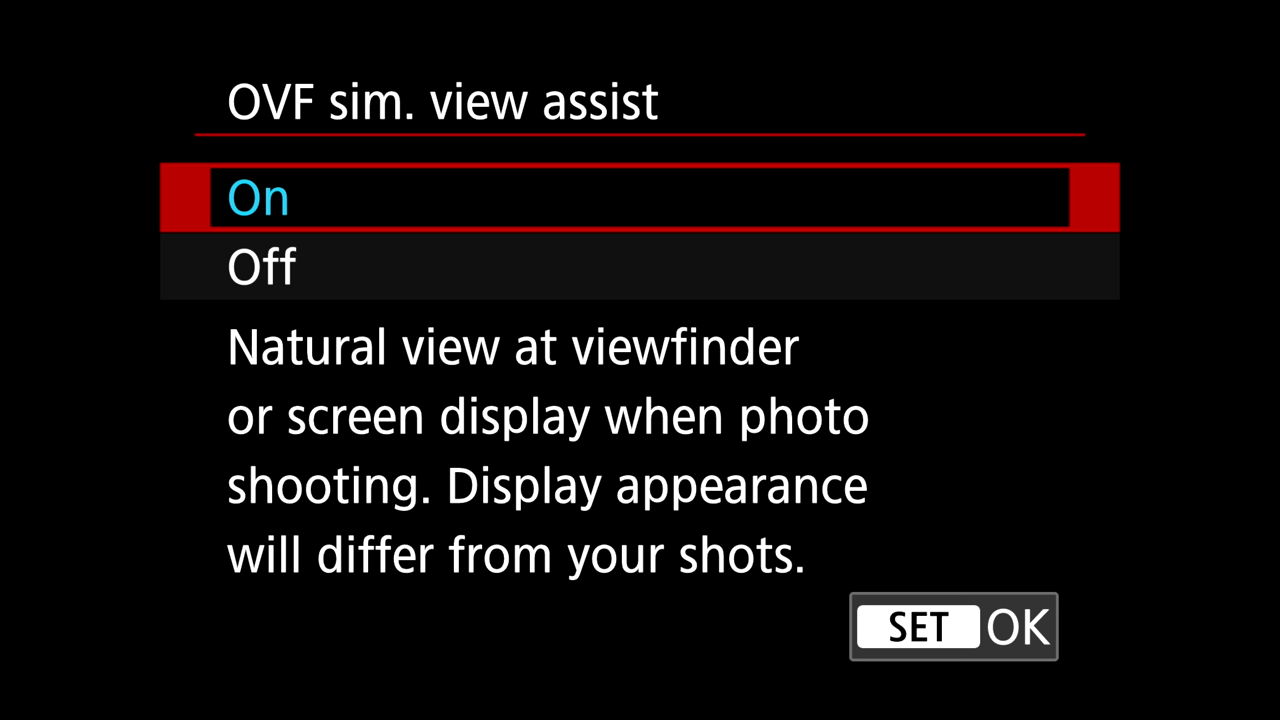 OVF sim. view assist
On
Off
Natural view at viewfinder
or screen display when photo
shooting. Display appearance
will differ from your shots.
SET OK